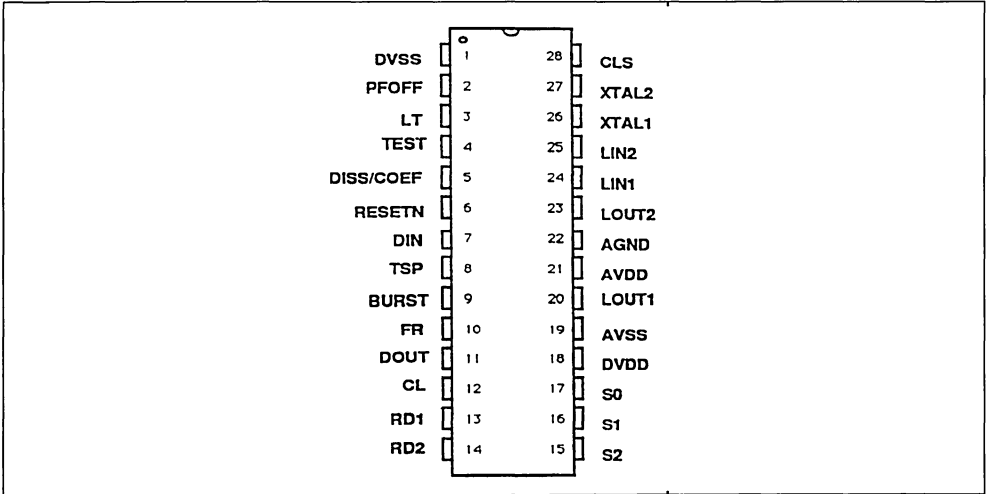 DVSS 1 28 CLS
PFOFF 2 27 XTAL2
LT 3 26 XTAL1
TEST 4 25 LIN2
DISS/COEF 5 24 LIN1
RESETN 6 23 LOUT2
DIN 7 22 AGND
TSP 8 21 AVDD
BURST 9 20 LOUT1
FR 10 19 AVSS
DOUT 11 18 DVDD
CL 12 17 S0
RD1 13 16 S1
RD2 14 15 S2